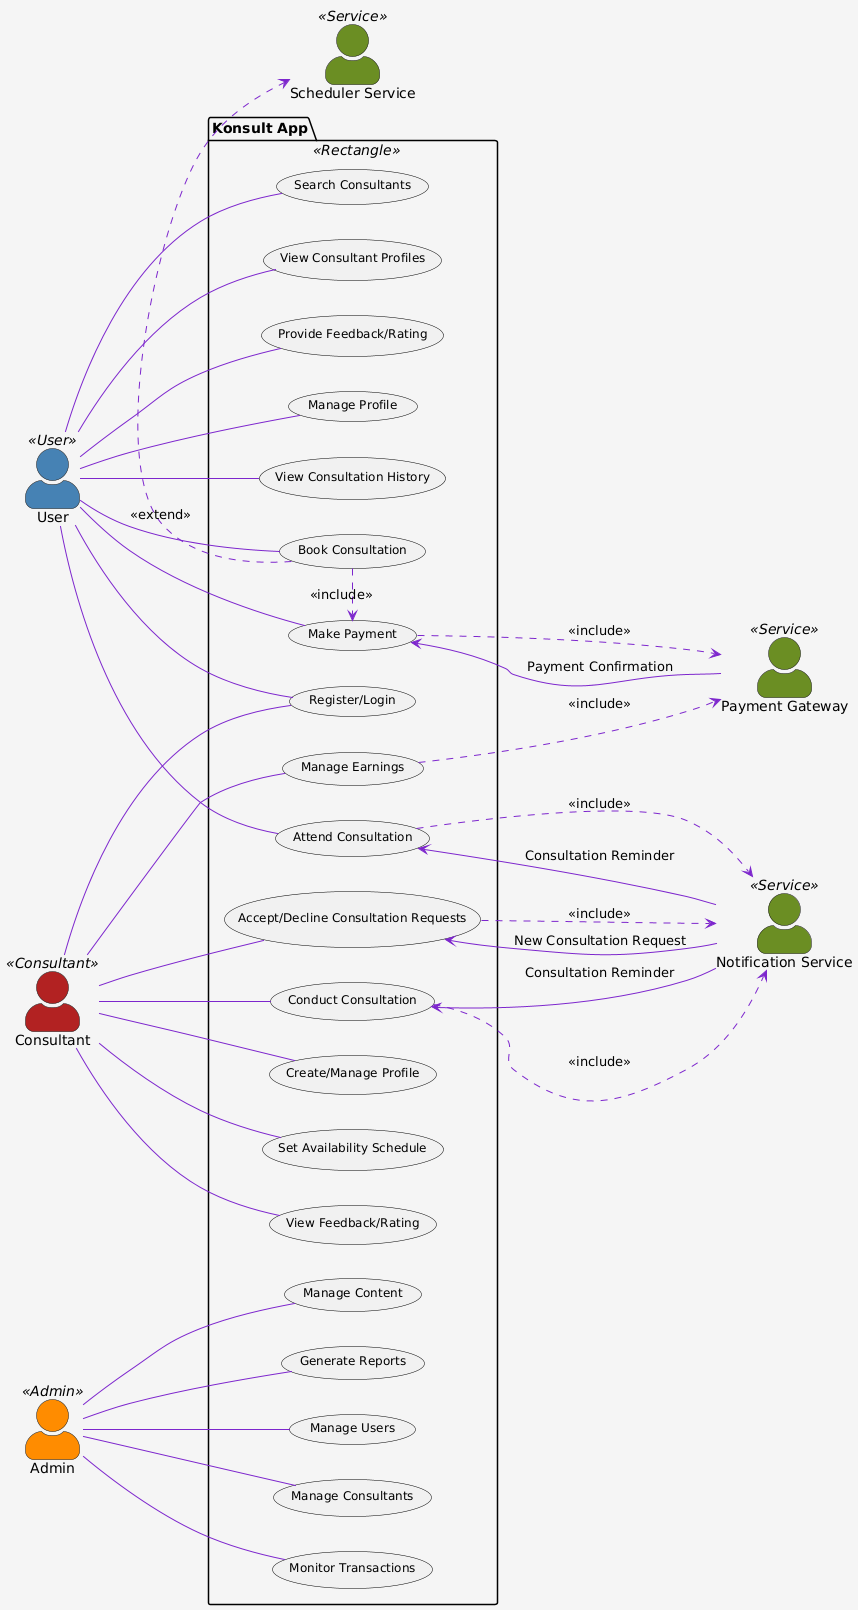 «Service»
Scheduler Service
Konsult App
«Rectangle»
Search Consultants
View Consultant Profiles
Provide Feedback/Rating
Manage Profile
«User»
User
View Consultation History
«extend»
Book Consultation
«include»
Make Payment
«include»
«Service»
Payment Gateway
Payment Confirmation
«include»
Register/Login
Manage Earnings
«include»
Attend Consultation
Consultation Reminder
«Service»
Notification Service
Accept/Decline Consultation Requests
«include»
New Consultation Request
Consultation Reminder
«Consultant»
Consultant
Conduct Consultation
«include»
Create/Manage Profile
Set Availability Schedule
View Feedback/Rating
Manage Content
Generate Reports
«Admin»
Admin
Manage Users
Manage Consultants
Monitor Transactions